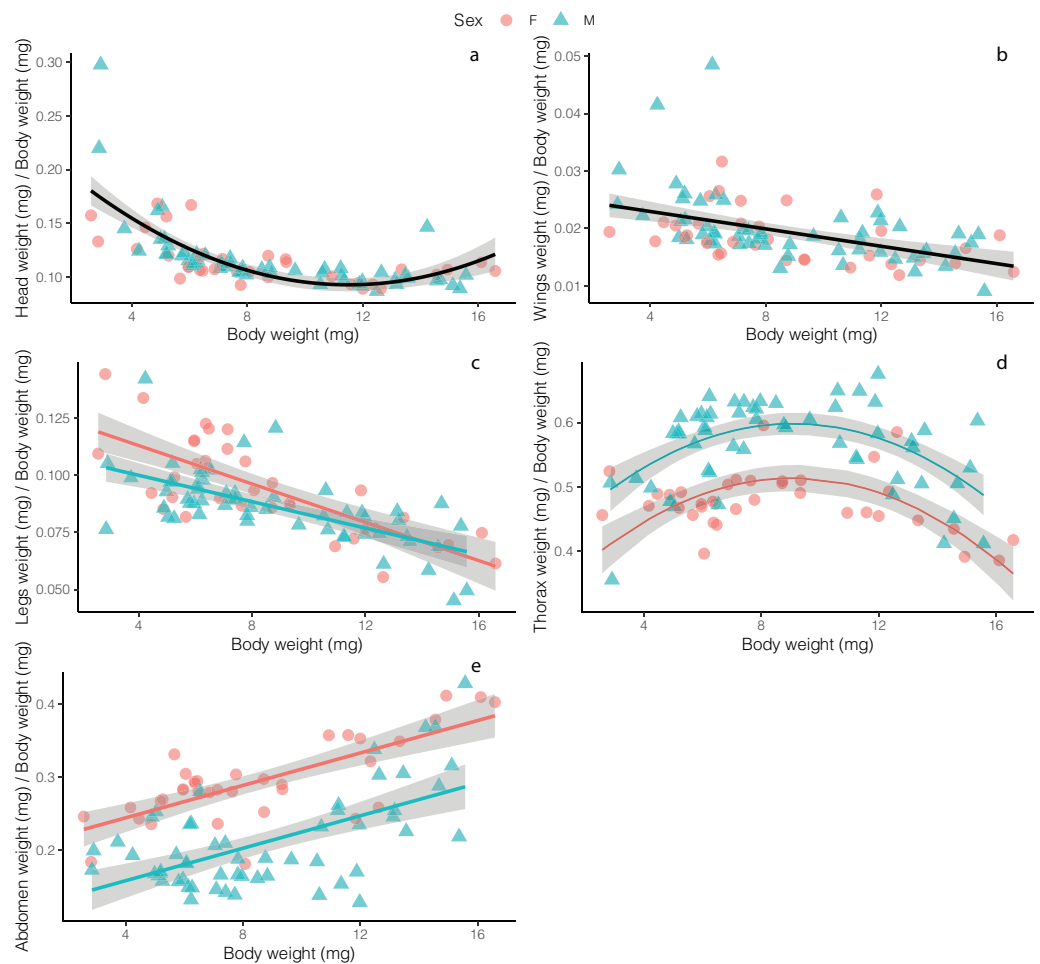 Sex F M
a
Head weight (mg) / Body weight (mg)
0.30
0.25
0.20
0.15
0.10
4 8 12 16
Body weight (mg)
b
Wings weight (mg) / Body weight (mg)
0.05
0.04
0.03
0.02
0.01
4 8 12 16
Body weight (mg)
c
Legs weight (mg) / Body weight (mg)
0.125
0.100
0.075
0.050
4 8 12 16
Body weight (mg)
d
Thorax weight (mg) / Body weight (mg)
0.6
0.5
0.4
4 8 12 16
Body weight (mg)
e
Abdomen weight (mg) / Body weight (mg)
0.4
0.3
0.2
4 8 12 16
Body weight (mg)